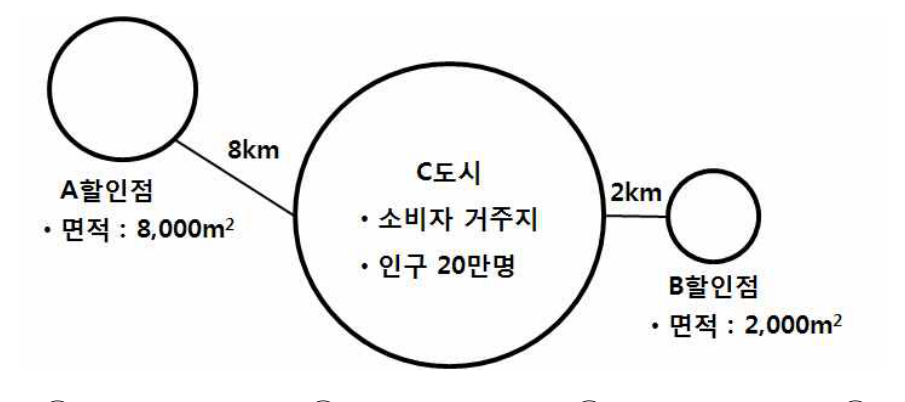 8km
A할인점
• 면적 : 8,000m²
C도시
• 소비자 거주지
• 인구 20만명
2km
B할인점
• 면적 : 2,000m²